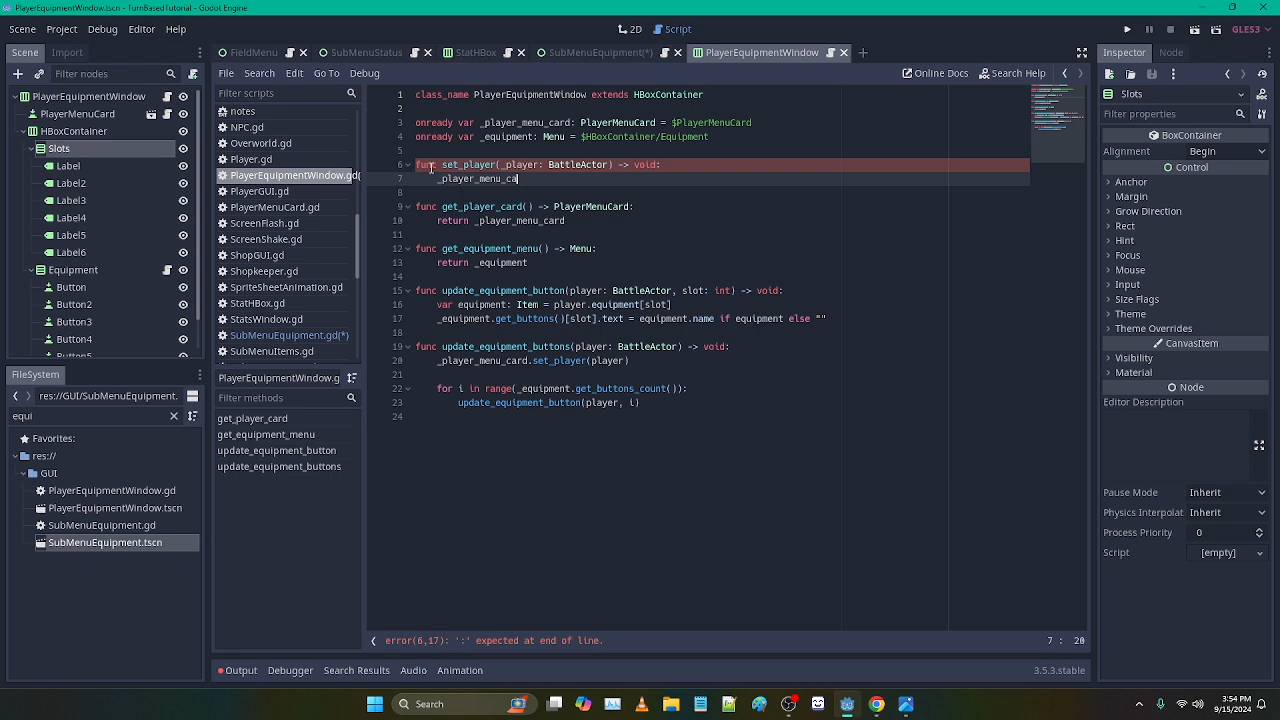 PlayerEquipmentWindow.gd - TurnBasedTutorial - Godot Engine
Scene Project Debug Editor Help
2D Script
GLES3
Scene Import
FieldMenu SubMenuStatus StatHBox SubMenuEquipment(*) PlayerEquipmentWindow
Inspector Node
Filter nodes
File Search Edit Go To Debug
Online Docs Search Help
PlayerEquipmentWindow
PlayerMenuCard
HBoxContainer
Slots
Label
Label2
Label3
Label4
Label5
Label6
Equipment
Button
Button2
Button3
Button4
FileSystem
res://GUI/SubMenuEquipment.
equi
Favorites:
res://
GUI
PlayerEquipmentWindow.gd
PlayerEquipmentWindow.tscn
SubMenuEquipment.gd
SubMenuEquipment.tscn
Filter scripts
notes
NPC.gd
Overworld.gd
Player.gd
PlayerEquipmentWindow.gd(
PlayerGUI.gd
PlayerMenuCard.gd
ScreenFlash.gd
ScreenShake.gd
ShopGUI.gd
Shopkeeper.gd
SpriteSheetAnimation.gd
StatHBox.gd
StatsWindow.gd
SubMenuEquipment.gd(*)
SubMenuItems.gd
PlayerEquipmentWindow.g
Filter methods
get_player_card
get_equipment_menu
update_equipment_button
update_equipment_buttons
1 class_name PlayerEquipmentWindow extends HBoxContainer
2
3 onready var _player_menu_card: PlayerMenuCard = $PlayerMenuCard
4 onready var _equipment: Menu = $HBoxContainer/Equipment
5
6 func set_player(_player: BattleActor) -> void:
7 _player_menu_ca
8
9 func get_player_card() -> PlayerMenuCard:
10 return _player_menu_card
11
12 func get_equipment_menu() -> Menu:
13 return _equipment
14
15 func update_equipment_button(player: BattleActor, slot: int) -> void:
16 var equipment: Item = player.equipment[slot]
17 _equipment.get_buttons()[slot].text = equipment.name if equipment else ""
18
19 func update_equipment_buttons(player: BattleActor) -> void:
20 _player_menu_card.set_player(player)
21
22 for i in range(_equipment.get_buttons_count()):
23 update_equipment_button(player, i)
24
error(6,17): ':' expected at end of line.
7 : 20
Output Debugger Search Results Audio Animation
3.5.3.stable
Slots
Filter properties
BoxContainer
Alignment Begin
Control
Anchor
Margin
Grow Direction
Rect
Hint
Focus
Mouse
Input
Size Flags
Theme
Theme Overrides
CanvasItem
Visibility
Material
Node
Editor Description
Pause Mode Inherit
Physics Interpolat Inherit
Process Priority 0
Script [empty]
Search
3:54 PM
9/15/2024